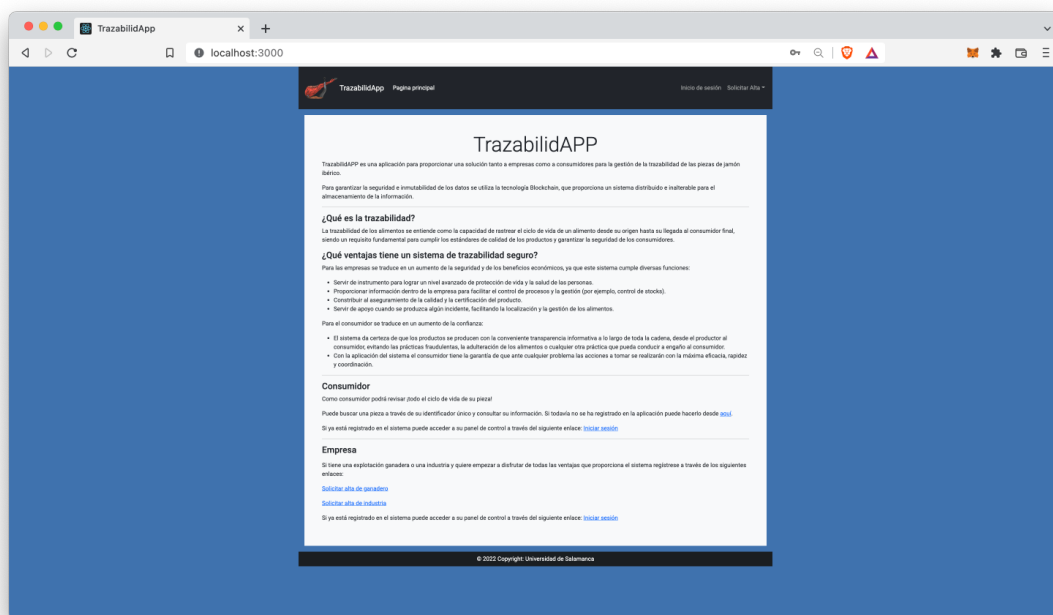 TrazabilidApp
localhost:3000
TrazabilidApp Pagina principal Inicio de sesión Solicitar Alta
TrazabilidAPP
TrazabilidAPP es una aplicación para proporcionar una solución tanto a empresas como a consumidores para la gestión de la trazabilidad de las piezas de jamón
ibérico.
Para garantizar la seguridad e inmutabilidad de los datos se utiliza la tecnología Blockchain, que proporciona un sistema distribuido e inalterable para el
almacenamiento de la información.
¿Qué es la trazabilidad?
La trazabilidad de los alimentos se entiende como la capacidad de rastrear el ciclo de vida de un alimento desde su origen hasta su llegada al consumidor final,
siendo un requisito fundamental para cumplir los estándares de calidad de los productos y garantizar la seguridad de los consumidores.
¿Qué ventajas tiene un sistema de trazabilidad seguro?
Para las empresas se traduce en un aumento de la seguridad y de los beneficios económicos, ya que este sistema cumple diversas funciones:
• Servir de instrumento para lograr un nivel avanzado de protección de vida y la salud de las personas.
• Proporcionar información dentro de la empresa para facilitar el control de procesos y la gestión (por ejemplo, control de stocks).
• Constribuir al aseguramiento de la calidad y la certificación del producto.
• Servir de apoyo cuando se produzca algún incidente, facilitando la localización y la gestión de los alimentos.
Para el consumidor se traduce en un aumento de la confianza:
• El sistema da certeza de que los productos se producen con la conveniente transparencia informativa a lo largo de toda la cadena, desde el productor al
consumidor, evitando las prácticas fraudulentas, la adulteración de los alimentos o cualquier otra práctica que pueda conducir a engaño al consumidor.
• Con la aplicación del sistema el consumidor tiene la garantía de que ante cualquier problema las acciones a tomar se realizarán con la máxima eficacia, rapidez
y coordinación.
Consumidor
Como consumidor podrá revisar ¡todo el ciclo de vida de su pieza!
Puede buscar una pieza a través de su identificador único y consultar su información. Si todavía no se ha registrado en la aplicación puede hacerlo desde aquí.
Si ya está registrado en el sistema puede acceder a su panel de control a través del siguiente enlace: Iniciar sesión
Empresa
Si tiene una explotación ganadera o una industria y quiere empezar a disfrutar de todas las ventajas que proporciona el sistema regístrese a través de los siguientes
enlaces:
Solicitar alta de ganadero
Solicitar alta de industria
Si ya está registrado en el sistema puede acceder a su panel de control a través del siguiente enlace: Iniciar sesión
© 2022 Copyright: Universidad de Salamanca